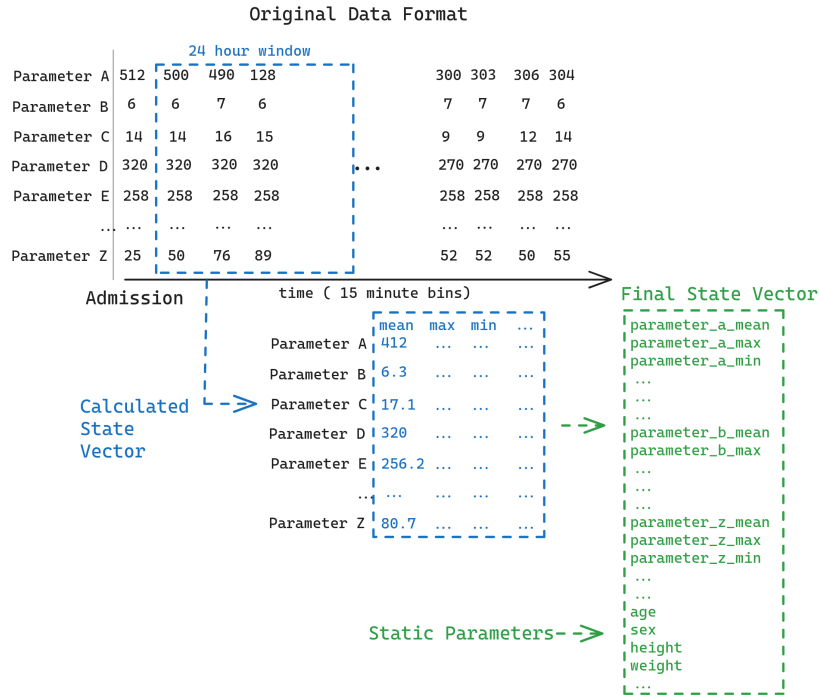 Original Data Format
24 hour window
Parameter A 512 500 490 128 300 303 306 304
Parameter B 6 6 7 6 7 7 7 6
Parameter C 14 14 16 15 9 9 12 14
Parameter D 320 320 320 320 ... 270 270 270 270
Parameter E 258 258 258 258 258 258 258 258
... ... ... ... ... ... ... ... ...
Parameter Z 25 50 76 89 52 52 50 55
Admission
time ( 15 minute bins)
mean max min ...
Parameter A 412 ... ... ...
Parameter B 6.3 ... ... ...
Parameter C 17.1 ... ... ...
Parameter D 320 ... ... ...
Parameter E 256.2 ... ... ...
... ... ... ... ...
Parameter Z 80.7 ... ... ...
Calculated
State
Vector
Final State Vector
parameter_a_mean
parameter_a_max
parameter_a_min
...
...
...
parameter_b_mean
parameter_b_max
...
...
...
parameter_z_mean
parameter_z_max
parameter_z_min
...
...
age
sex
height
weight
...
Static Parameters